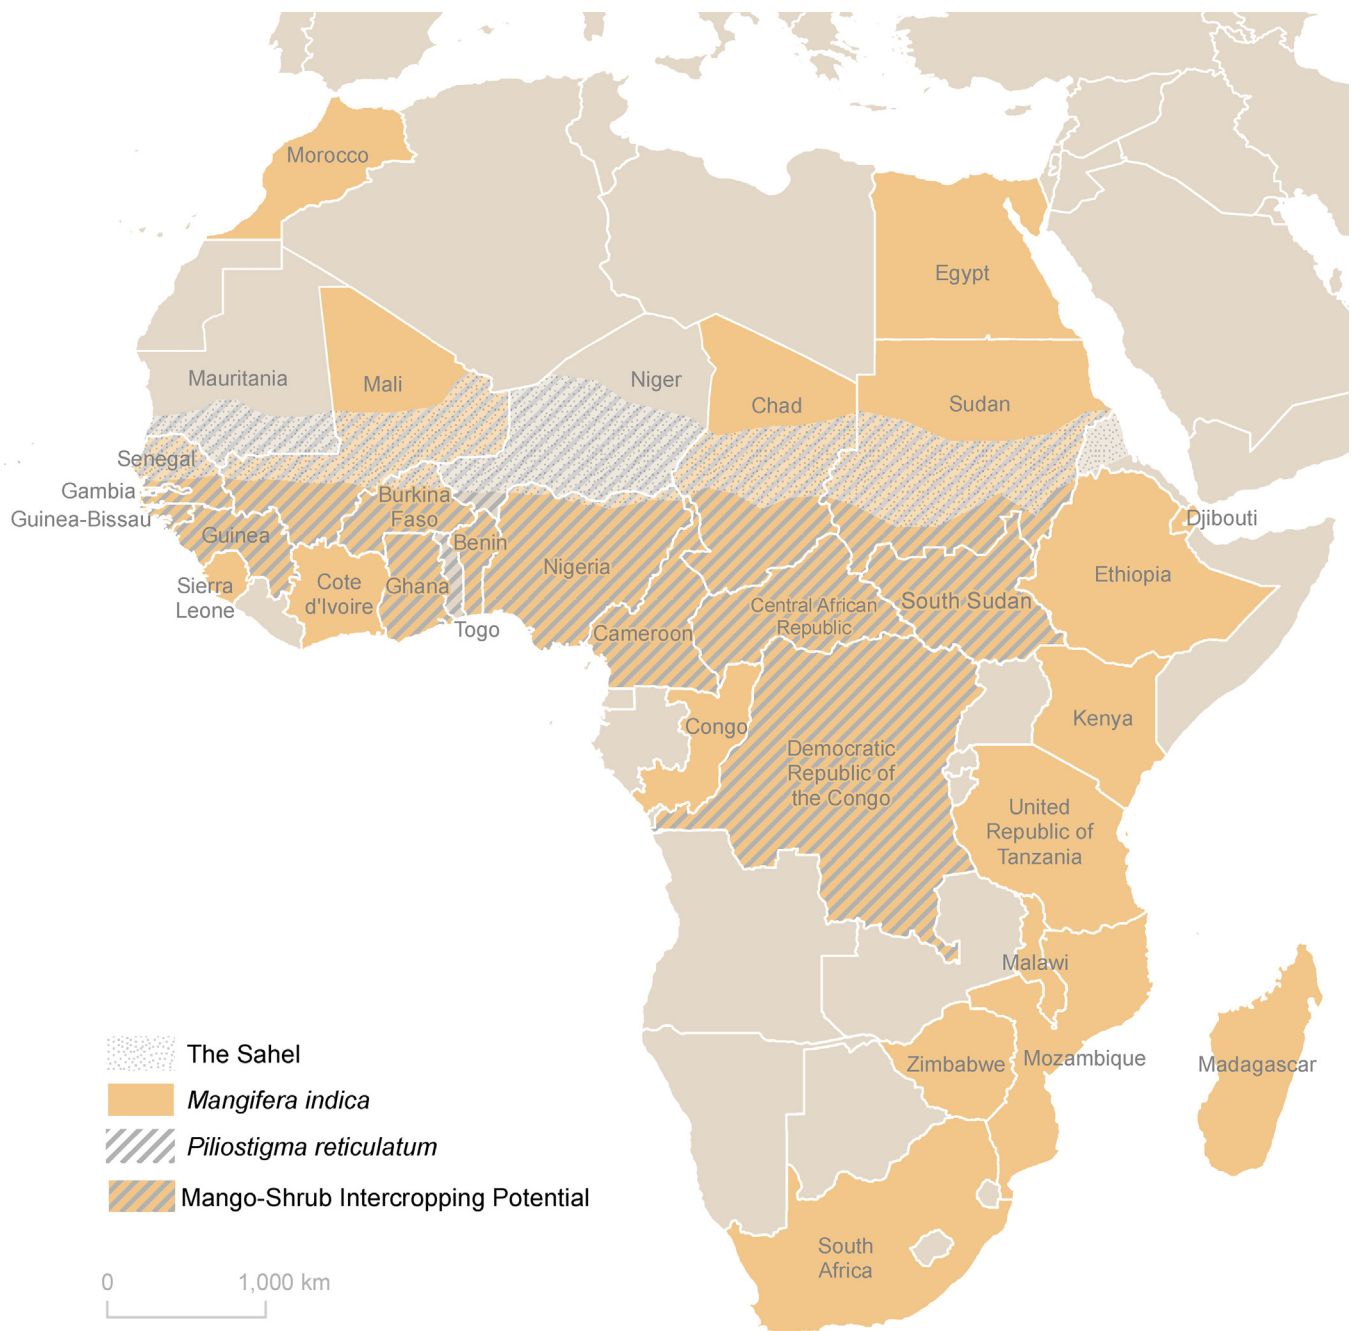 Morocco
Egypt
Mauritania
Mali
Niger
Chad
Sudan
Senegal
Gambia
Guinea-Bissau
Guinea
Burkina
Faso
Benin
Nigeria
Djibouti
Ethiopia
Sierra
Leone
Cote
d'Ivoire
Ghana
Togo
Cameroon
Central African
Republic
South Sudan
Congo
Democratic
Republic of
the Congo
Kenya
United
Republic of
Tanzania
Malawi
Mozambique
Zimbabwe
Madagascar
South
Africa
The Sahel
Mangifera indica
Piliostigma reticulatum
Mango-Shrub Intercropping Potential
0 1,000 km